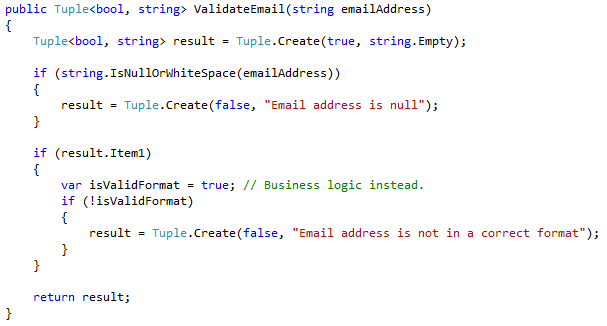 public Tuple<bool, string> ValidateEmail(string emailAddress)
{
    Tuple<bool, string> result = Tuple.Create(true, string.Empty);

    if (string.IsNullOrWhiteSpace(emailAddress))
    {
        result = Tuple.Create(false, "Email address is null");
    }

    if (result.Item1)
    {
        var isValidFormat = true; // Business logic instead.
        if (!isValidFormat)
        {
            result = Tuple.Create(false, "Email address is not in a correct format");
        }
    }

    return result;
}